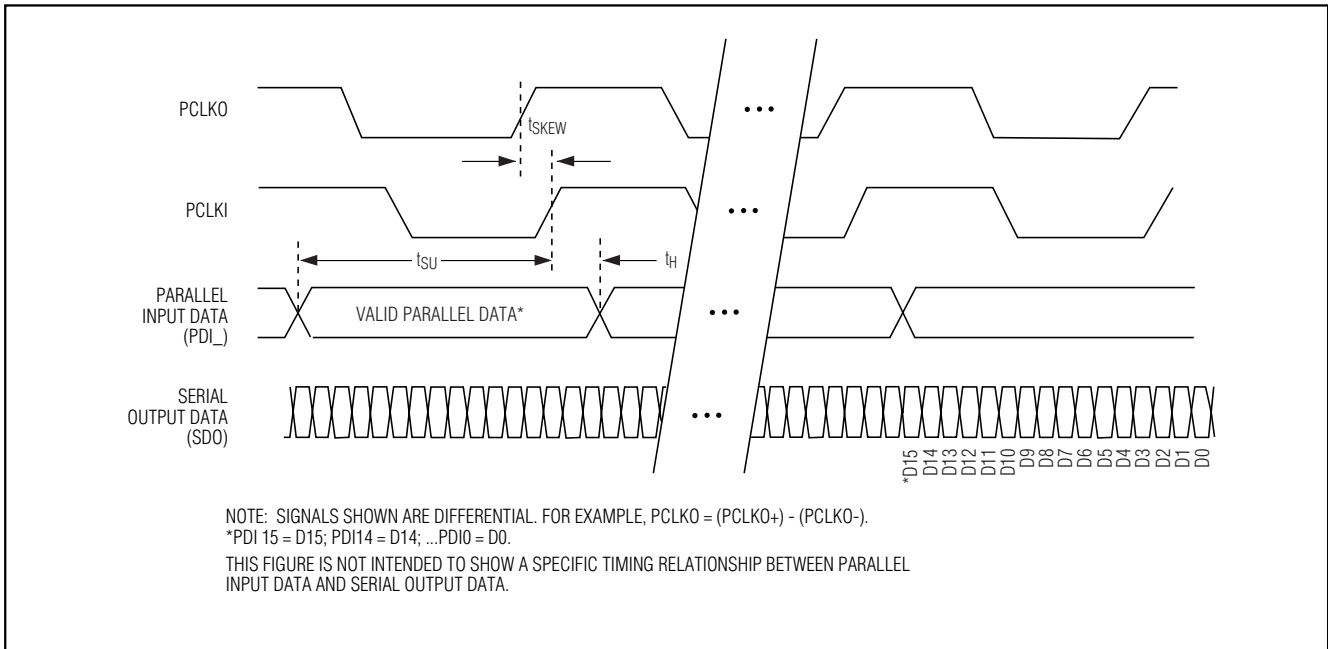 PCLKO
tSKEW
PCLKI
tSU
tH
PARALLEL
INPUT DATA
(PDI_)
VALID PARALLEL DATA*
SERIAL
OUTPUT DATA
(SDO)
*D15
D14
D13
D12
D11
D10
D9
D8
D7
D6
D5
D4
D3
D2
D1
D0
NOTE: SIGNALS SHOWN ARE DIFFERENTIAL. FOR EXAMPLE, PCLKO = (PCLKO+) - (PCLKO-).
*PDI 15 = D15; PDI14 = D14; ...PDI0 = D0.
THIS FIGURE IS NOT INTENDED TO SHOW A SPECIFIC TIMING RELATIONSHIP BETWEEN PARALLEL
INPUT DATA AND SERIAL OUTPUT DATA.